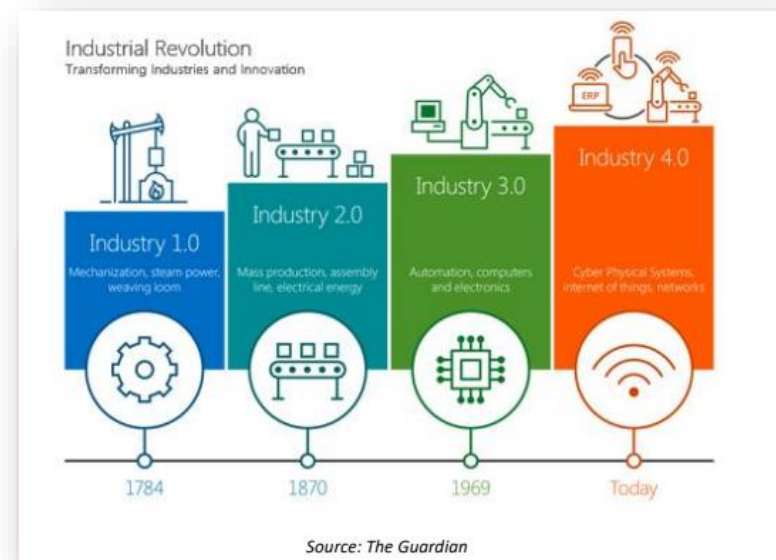 Industrial Revolution
Transforming Industries and Innovation
ERP
Industry 1.0
Mechanization, steam power,
weaving loom
Industry 2.0
Mass production, assembly
line, electrical energy
Industry 3.0
Automation, computers
and electronics
Industry 4.0
Cyber Physical Systems,
internet of things, networks
1784
1870
1969
Today
Source: The Guardian